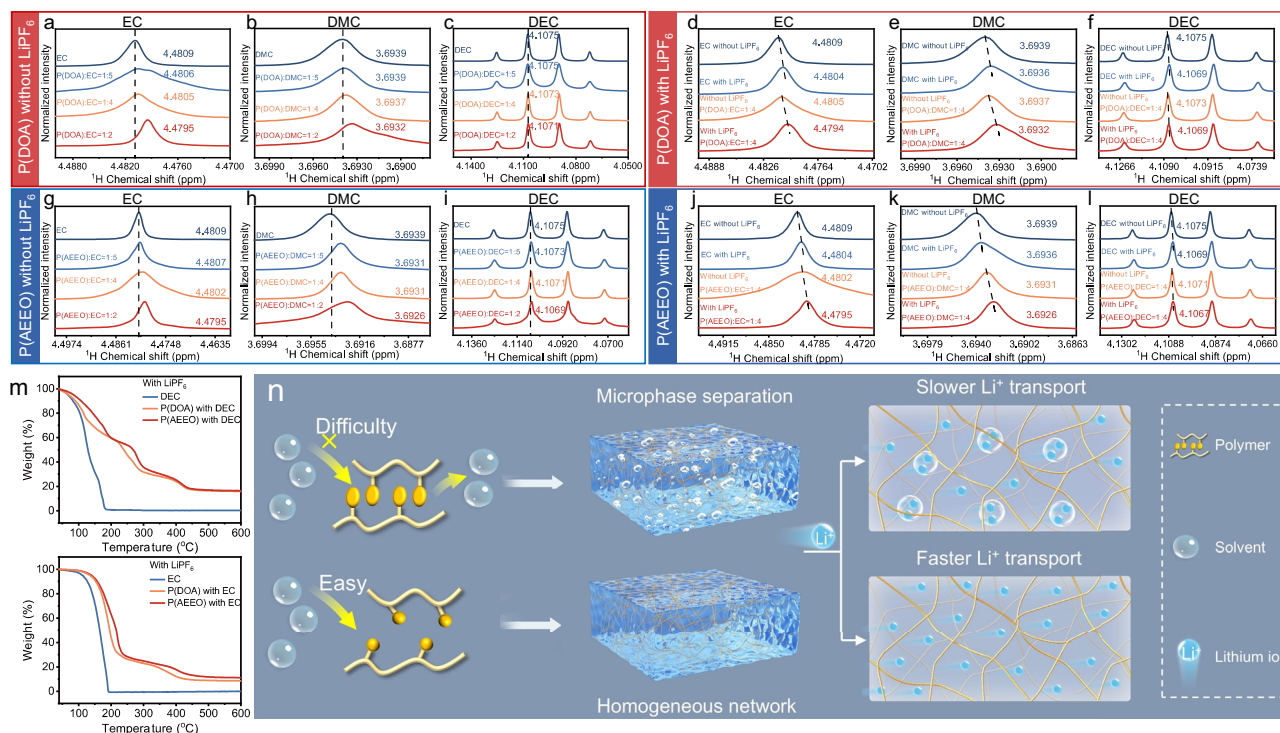 P(DOA) without LiPF6
a
EC
Normalized intensity
EC
4.4809
P(DOA):EC=1:5
4.4806
P(DOA):EC=1:4
4.4805
P(DOA):EC=1:2
4.4795
4.4880 4.4820 4.4760 4.4700
1H Chemical shift (ppm)
b
DMC
Normalized intensity
DMC
3.6939
P(DOA):DMC=1:5
3.6939
P(DOA):DMC=1:4
3.6937
P(DOA):DMC=1:2
3.6932
3.6990 3.6960 3.6930 3.6900
1H Chemical shift (ppm)
c
DEC
Normalized intensity
DEC
4.1075
P(DOA):DEC=1:5
4.1075
P(DOA):DEC=1:4
4.1073
P(DOA):DEC=1:2
4.1071
4.1400 4.1100 4.0800 4.0500
1H Chemical shift (ppm)
P(DOA) with LiPF6
d
EC
Normalized intensity
EC without LiPF6
4.4809
EC with LiPF6
4.4804
Without LiPF6
P(DOA):EC=1:4
4.4805
With LiPF6
P(DOA):EC=1:4
4.4794
4.4888 4.4826 4.4764 4.4702
1H Chemical shift (ppm)
e
DMC
Normalized intensity
DMC without LiPF6
3.6939
DMC with LiPF6
3.6936
Without LiPF6
P(DOA):DMC=1:4
3.6937
With LiPF6
P(DOA):DMC=1:4
3.6932
3.6990 3.6960 3.6930 3.6900
1H Chemical shift (ppm)
f
DEC
Normalized intensity
DEC without LiPF6
4.1075
DEC with LiPF6
4.1069
Without LiPF6
P(DOA):DEC=1:4
4.1073
With LiPF6
P(DOA):DEC=1:4
4.1069
4.1266 4.1090 4.0915 4.0739
1H Chemical shift (ppm)
P(AEEO) without LiPF6
g
EC
Normalized intensity
EC
4.4809
P(AEEO):EC=1:5
4.4807
P(AEEO):EC=1:4
4.4802
P(AEEO):EC=1:2
4.4795
4.4974 4.4861 4.4748 4.4635
1H Chemical shift (ppm)
h
DMC
Normalized intensity
DMC
3.6939
P(AEEO):DMC=1:5
3.6931
P(AEEO):DMC=1:4
3.6931
P(AEEO):DMC=1:2
3.6926
3.6994 3.6955 3.6916 3.6877
1H Chemical shift (ppm)
i
DEC
Normalized intensity
DEC
4.1075
P(AEEO):DEC=1:5
4.1073
P(AEEO):DEC=1:4
4.1071
P(AEEO):DEC=1:2
4.1069
4.1360 4.1140 4.0920 4.0700
1H Chemical shift (ppm)
P(AEEO) with LiPF6
j
EC
Normalized intensity
EC without LiPF6
4.4809
EC with LiPF6
4.4804
Without LiPF6
P(AEEO):EC=1:4
4.4802
With LiPF6
P(AEEO):EC=1:4
4.4795
4.4915 4.4850 4.4785 4.4720
1H Chemical shift (ppm)
k
DMC
Normalized intensity
DMC without LiPF6
3.6939
DMC with LiPF6
3.6936
Without LiPF6
P(AEEO):DMC=1:4
3.6931
With LiPF6
P(AEEO):DMC=1:4
3.6926
3.6979 3.6940 3.6902 3.6863
1H Chemical shift (ppm)
l
DEC
Normalized intensity
DEC without LiPF6
4.1075
DEC with LiPF6
4.1069
Without LiPF6
P(AEEO):DEC=1:4
4.1071
With LiPF6
P(AEEO):DEC=1:4
4.1067
4.1302 4.1088 4.0874 4.0660
1H Chemical shift (ppm)
m
With LiPF6
DEC
P(DOA) with DEC
P(AEEO) with DEC
Weight (%)
100
80
60
40
20
0
100 200 300 400 500 600
Temperature (oC)
With LiPF6
EC
P(DOA) with EC
P(AEEO) with EC
Weight (%)
100
80
60
40
20
0
100 200 300 400 500 600
Temperature (oC)
n
Difficulty
Easy
Microphase separation
Homogeneous network
Li+
Slower Li+ transport
Faster Li+ transport
Polymer
Solvent
Li+
Lithium ion